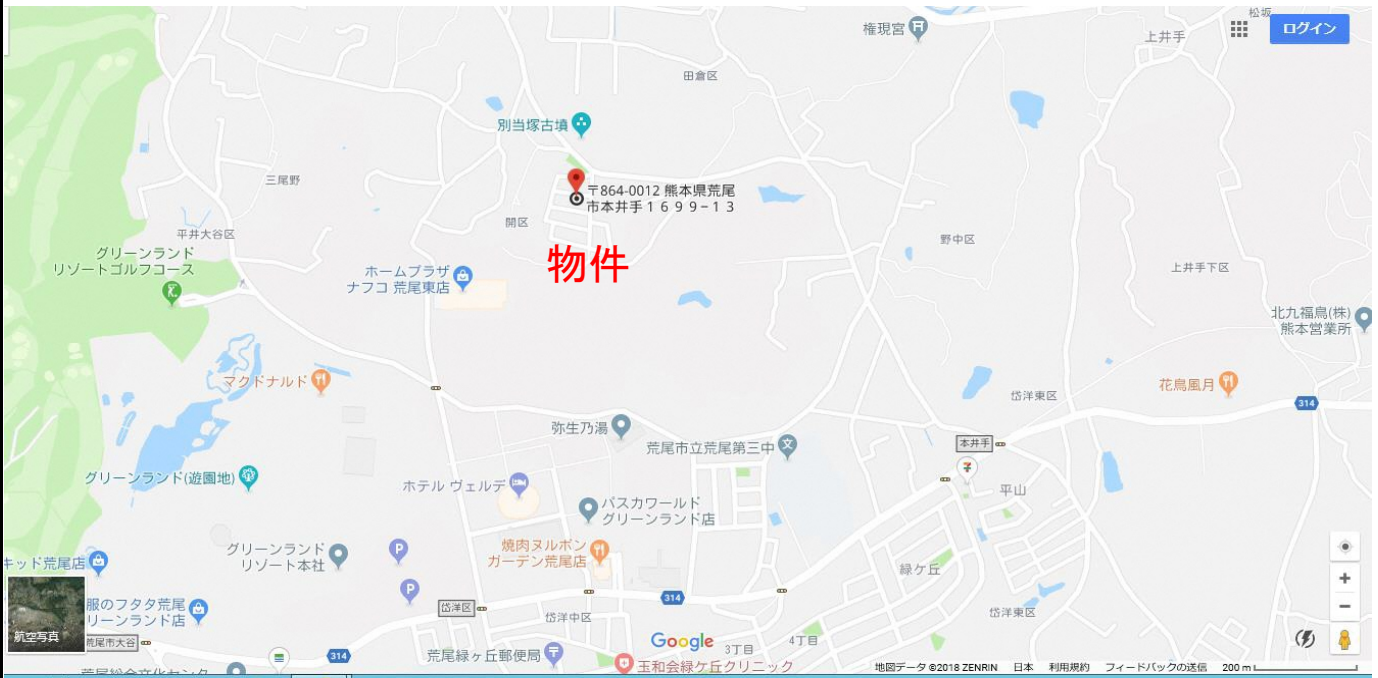 松坂
権現宮
上井手
ログイン
田倉区
別当塚古墳
三尾野
〒864-0012 熊本県荒尾
市本井手１６９９−１３
開区
平井大谷区
野中区
グリーンランド
リゾートゴルフコース
物件
ホームプラザ
ナフコ 荒尾東店
上井手下区
北九福鳥(株)
熊本営業所
マクドナルド
花鳥風月
岱洋東区
314
弥生乃湯
荒尾市立荒尾第三中
本井手
グリーンランド(遊園地)
ホテル ヴェルデ
平山
パスカワールド
グリーンランド店
グリーンランド
リゾート本社
P
焼肉ヌルボン
ガーデン荒尾店
キッド荒尾店
緑ケ丘
P
314
服のフタタ荒尾
リーンランド店
岱洋区
岱洋中区
岱洋東区
航空写真
荒尾市大谷
Google
3丁目
4丁目
314
荒尾緑ヶ丘郵便局
玉和会緑ケ丘クリニック
荒尾総合文化センタ
地図データ ©2018 ZENRIN 日本 利用規約 フィードバックの送信 200 m